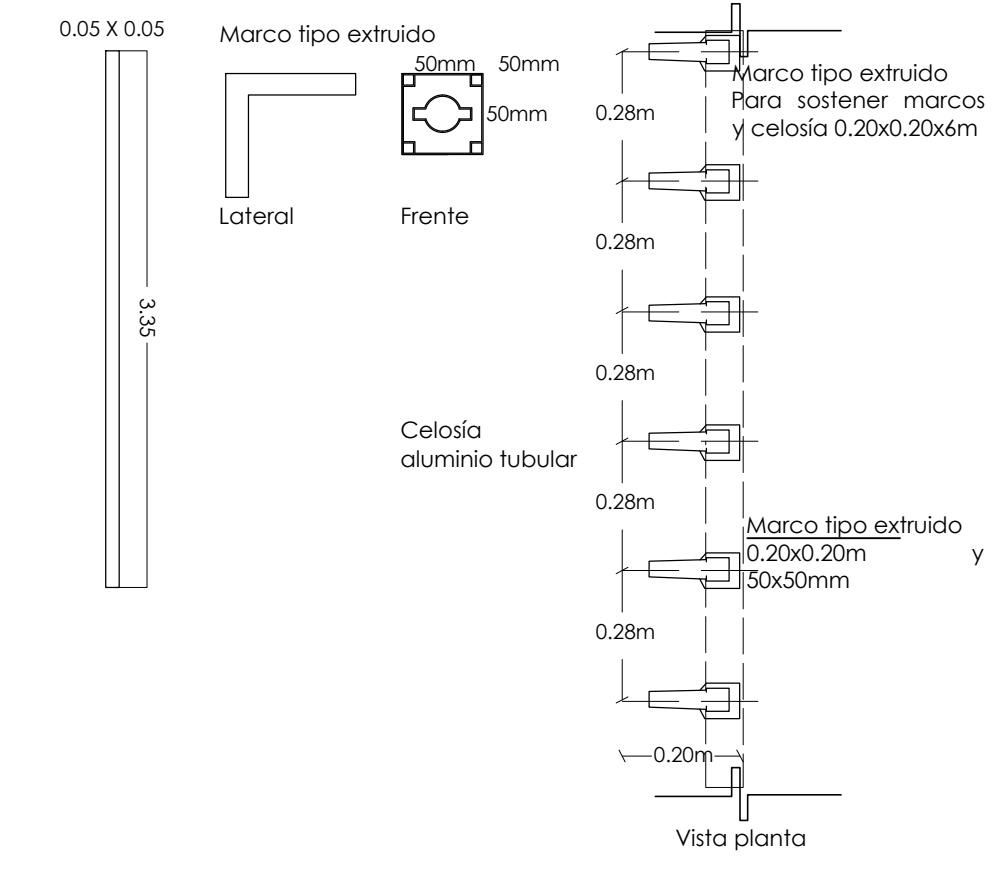 0.05 X 0.05
3.35
Marco tipo extruido
Lateral
50mm
50mm
50mm
Frente
Celosía
aluminio tubular
0.28m
0.28m
0.28m
0.28m
0.28m
0.20m
Marco tipo extruido
Para sostener marcos
y celosía 0.20x0.20x6m
Marco tipo extruido
0.20x0.20m y
50x50mm
Vista planta